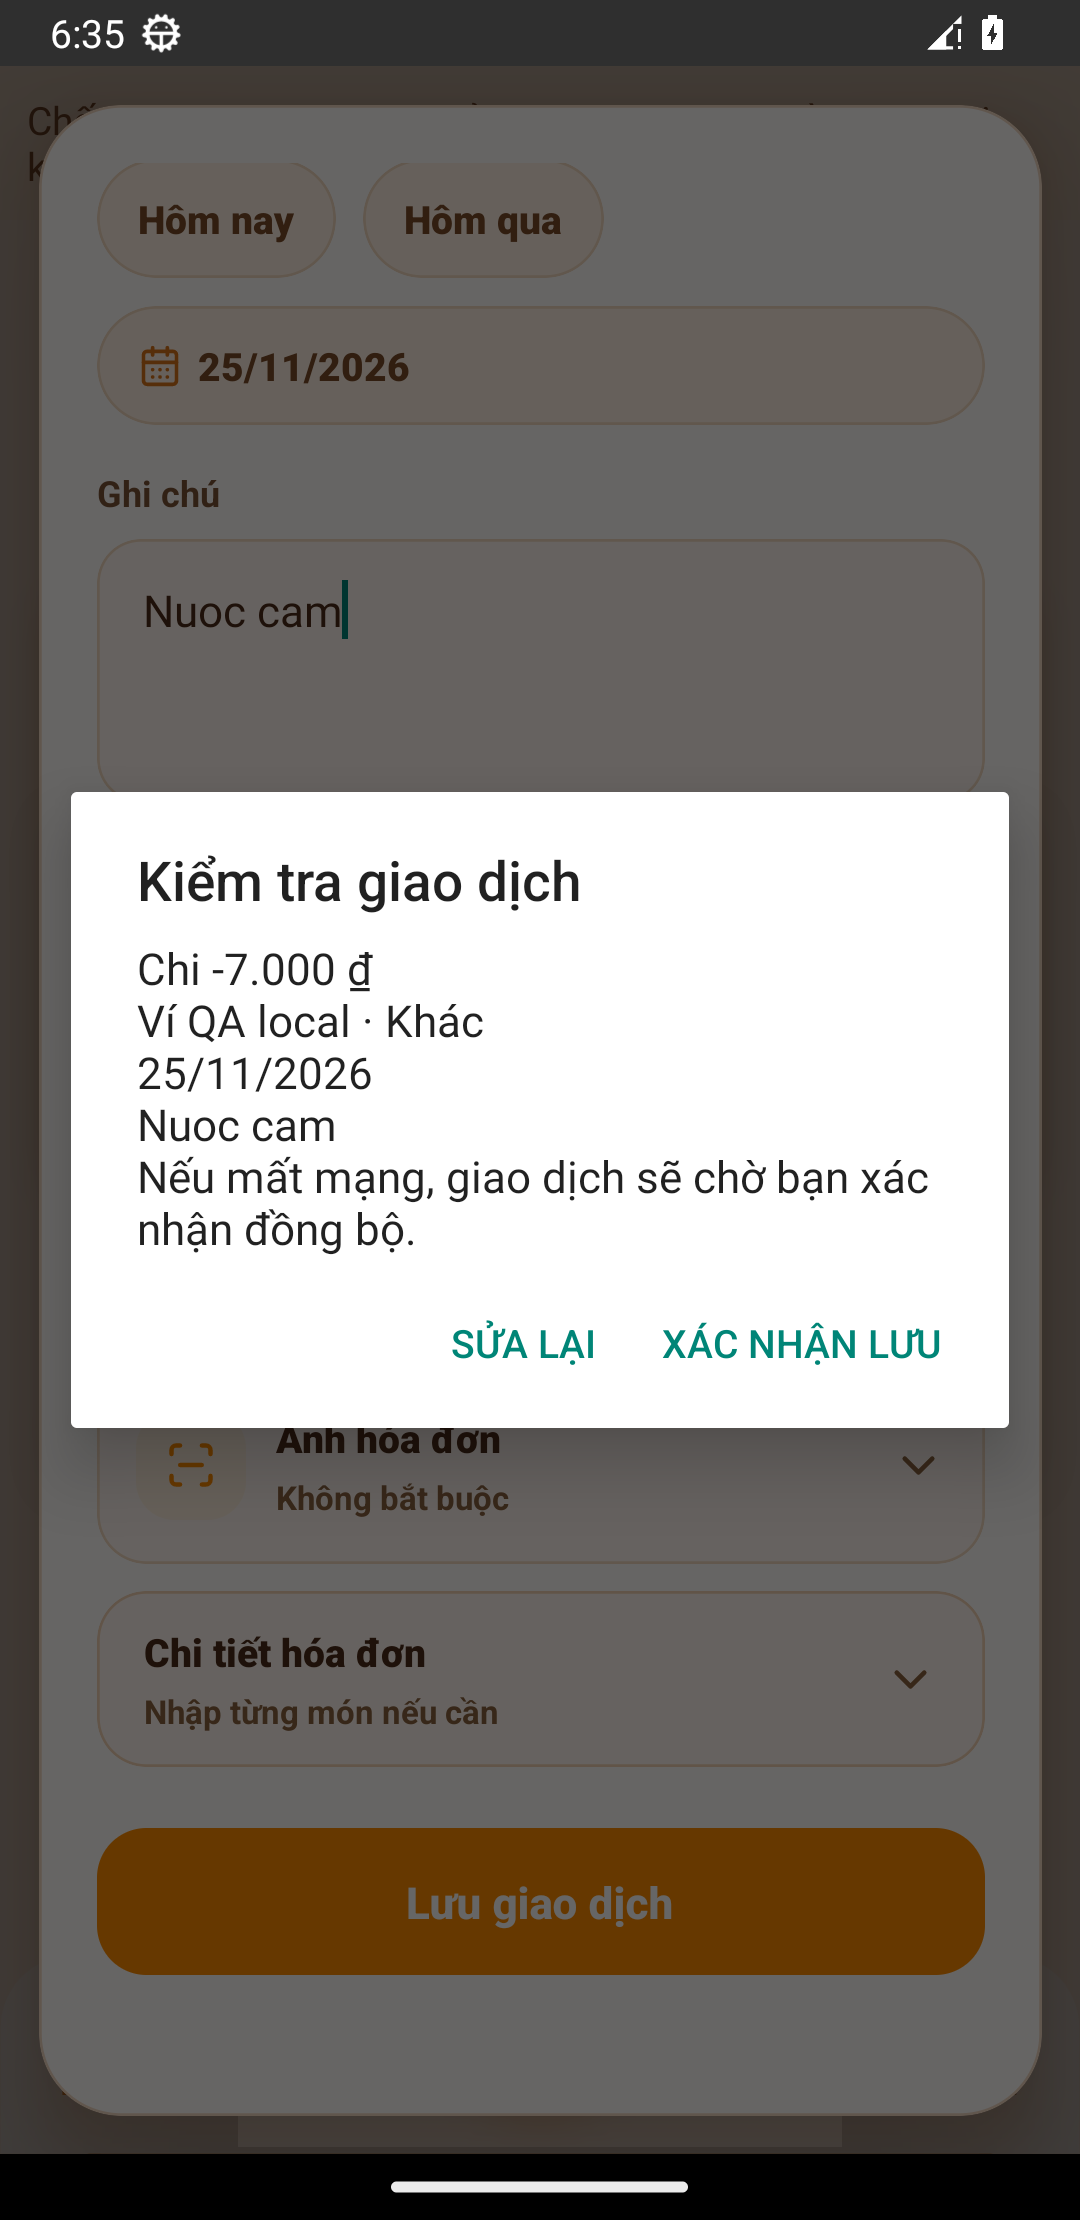 6:35
Hôm nay
Hôm qua
25/11/2026
Ghi chú
Nuoc cam
Kiểm tra giao dịch
Chi -7.000 ₫
Ví QA local · Khác
25/11/2026
Nuoc cam
Nếu mất mạng, giao dịch sẽ chờ bạn xác
nhận đồng bộ.
SỬA LẠI
XÁC NHẬN LƯU
Ảnh hóa đơn
Không bắt buộc
Chi tiết hóa đơn
Nhập từng món nếu cần
Lưu giao dịch